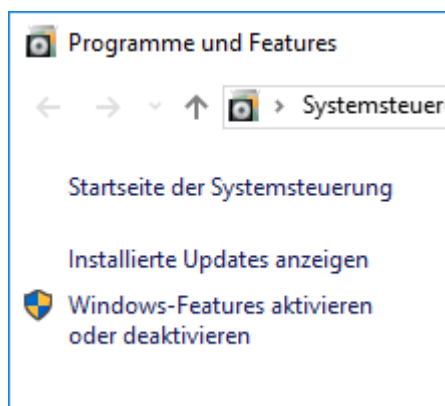 Programme und Features
Systemsteuer
Startseite der Systemsteuerung
Installierte Updates anzeigen
Windows-Features aktivieren
oder deaktivieren